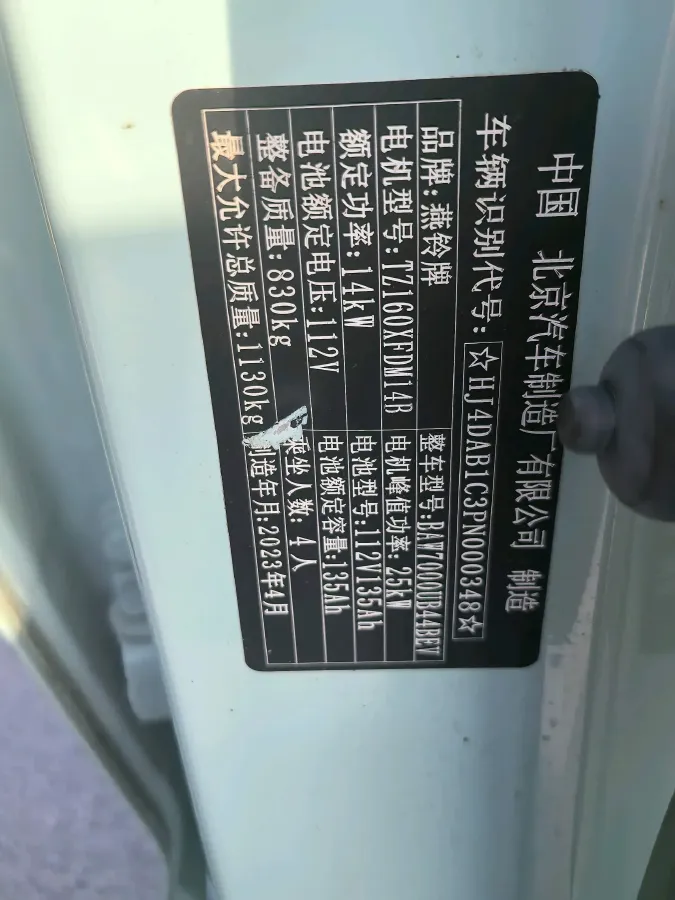 中国 北京汽车制造厂有限公司 制造
车辆识别代号:☆HJ4DAB1C3PN000348☆
品牌:燕铃牌 整车型号:BAW7000UB44BEV
电机型号:TZ160XFDM14B 电机峰值功率:25kW
额定功率:14kW 电池型号:112V135Ah
电池额定电压:112V 电池额定容量:135Ah
整备质量:830kg 乘坐人数:4人
最大允许总质量:1130kg 制造年月:2023年4月